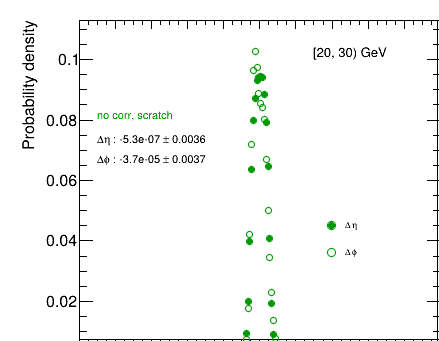 Probability density
[20, 30) GeV
0.1
0.08
0.06
0.04
0.02
no corr, scratch
Δη : -5.3e-07 ± 0.0036
Δϕ : -3.7e-05 ± 0.0037
Δη
Δϕ